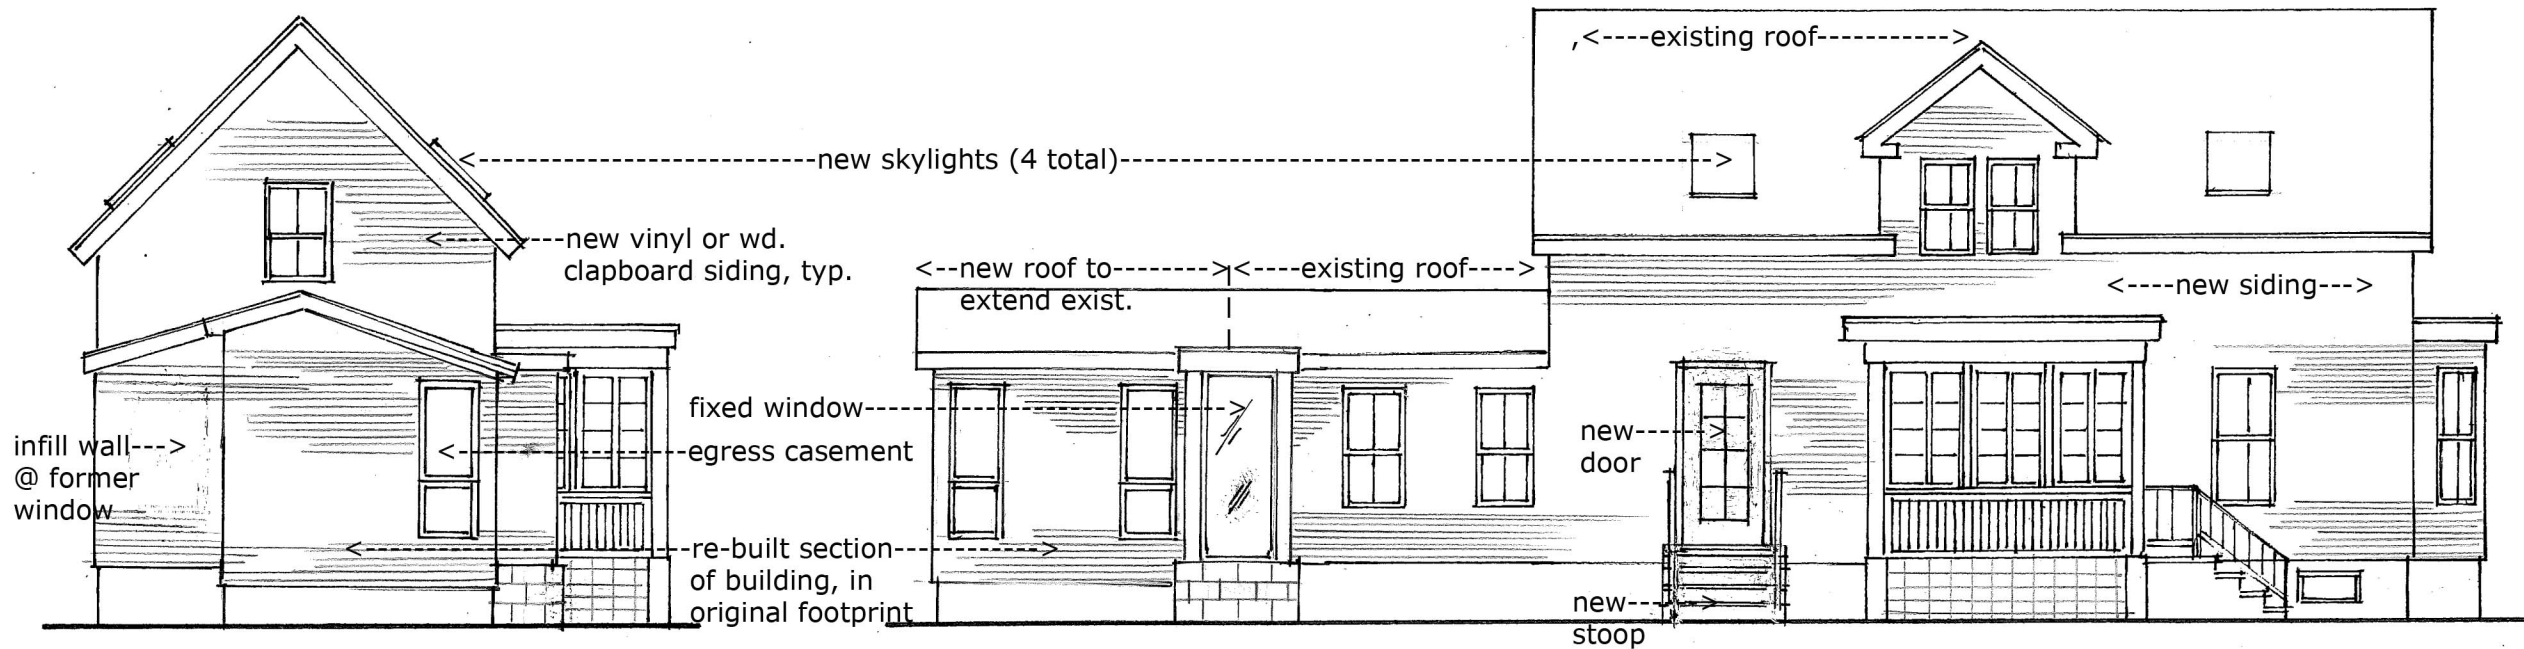 ,<----existing roof---------->
<--------------------new skylights (4 total)---------------------------------->
<--------new vinyl or wd.
clapboard siding, typ.
<--new roof to-------->
extend exist.
<----existing roof---->
<----new siding--->
fixed window----------------------->
infill wall--->
@ former
window
<---------------egress casement
new------>
door
<---------------------re-built section---------->
of building, in
original footprint
new----->
stoop